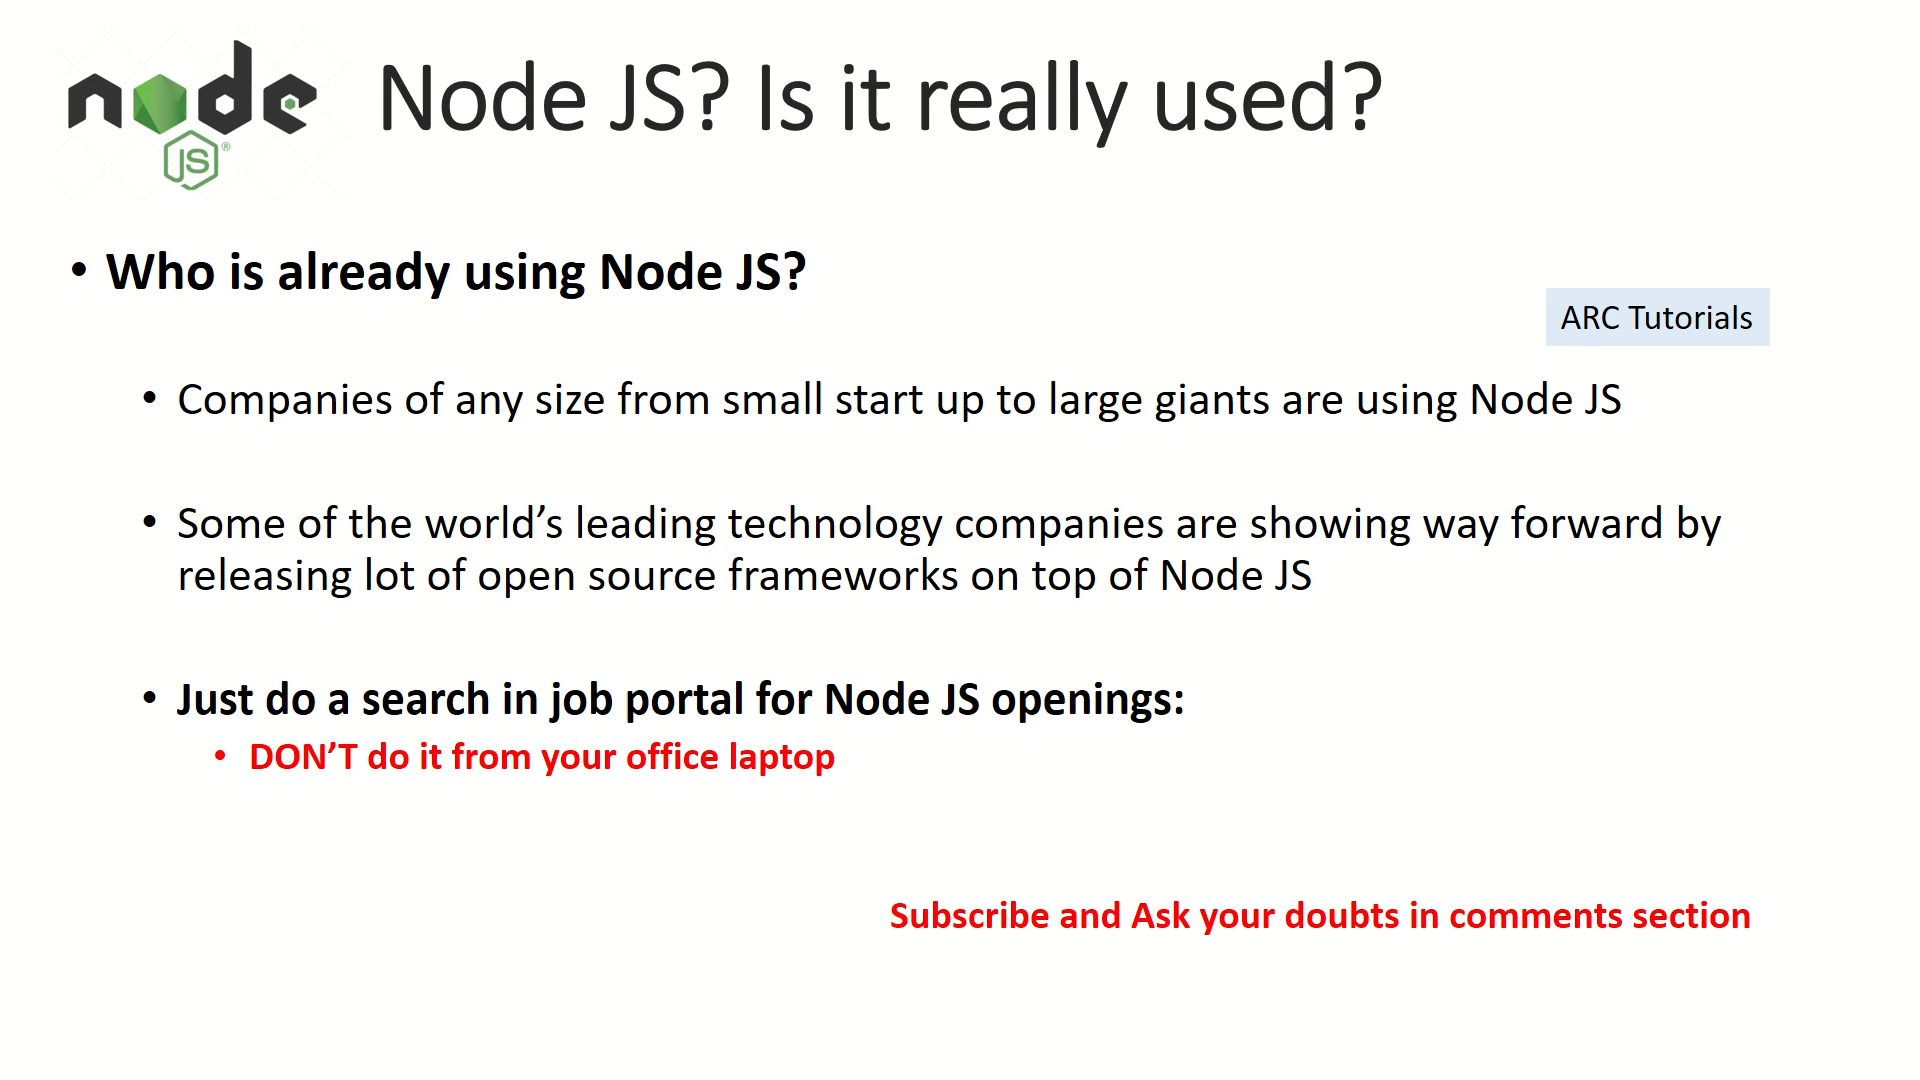 node
JS®
Node JS? Is it really used?
• Who is already using Node JS?
ARC Tutorials
• Companies of any size from small start up to large giants are using Node JS
• Some of the world’s leading technology companies are showing way forward by
releasing lot of open source frameworks on top of Node JS
• Just do a search in job portal for Node JS openings:
• DON’T do it from your office laptop
Subscribe and Ask your doubts in comments section